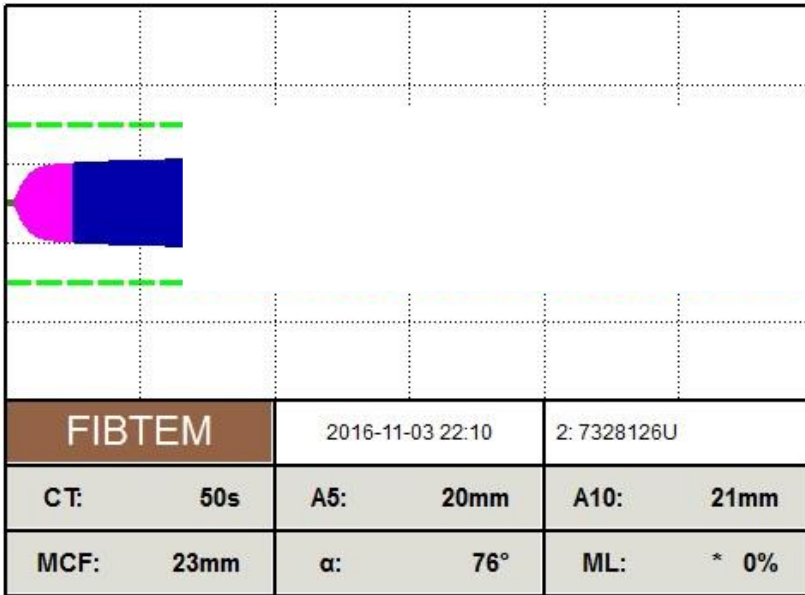 FIBTEM 2016-11-03 22:10 2: 7328126U
CT: 50s A5: 20mm A10: 21mm
MCF: 23mm α: 76° ML: * 0%